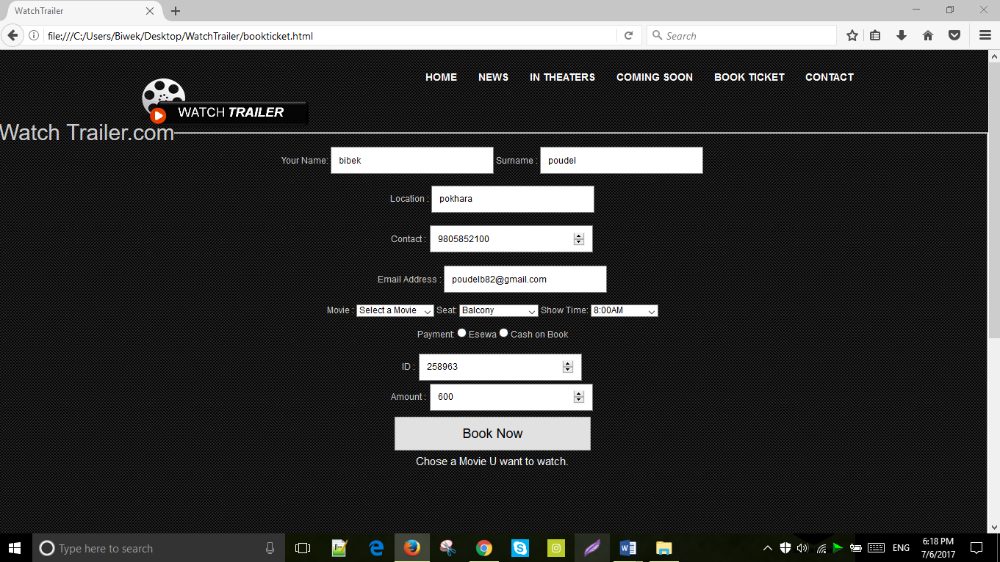 WatchTrailer
file:///C:/Users/Biwek/Desktop/WatchTrailer/bookticket.html
Search
HOME NEWS IN THEATERS COMING SOON BOOK TICKET CONTACT
WATCH TRAILER
Watch Trailer.com
Your Name: bibek Surname : poudel
Location : pokhara
Contact : 9805852100
Email Address : poudelb82@gmail.com
Movie : Select a Movie Seat: Balcony Show Time: 8:00AM
Payment: Esewa Cash on Book
ID : 258963
Amount : 600
Book Now
Chose a Movie U want to watch.
Type here to search
ENG
6:18 PM
7/6/2017